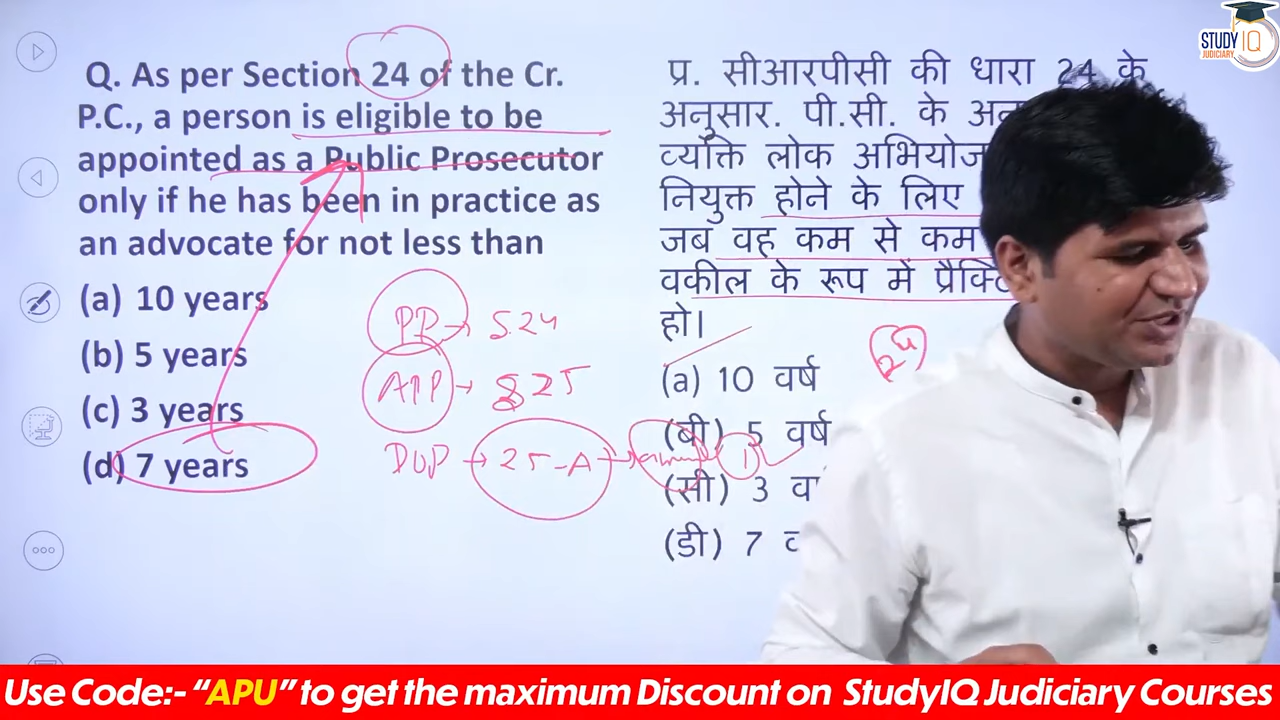 STUDY IQ
JUDICIARY
Q. As per Section 24 of the Cr.
P.C., a person is eligible to be
appointed as a Public Prosecutor
only if he has been in practice as
an advocate for not less than
(a) 10 years
(b) 5 years
(c) 3 years
(d) 7 years
PP → S.24
APP → S 25
DOP → 25-A
प्र. सीआरपीसी की धारा 24 के
अनुसार. पी.सी. के
व्यक्ति लोक
नियुक्त होने के लिए
जब वह कम से कम
वकील के रूप में
हो।
(a) 10 वर्ष
(बी) 5 वर्ष
(सी) 3
(डी) 7
24
1
Use Code:- “APU” to get the maximum Discount on StudyIQ Judiciary Courses